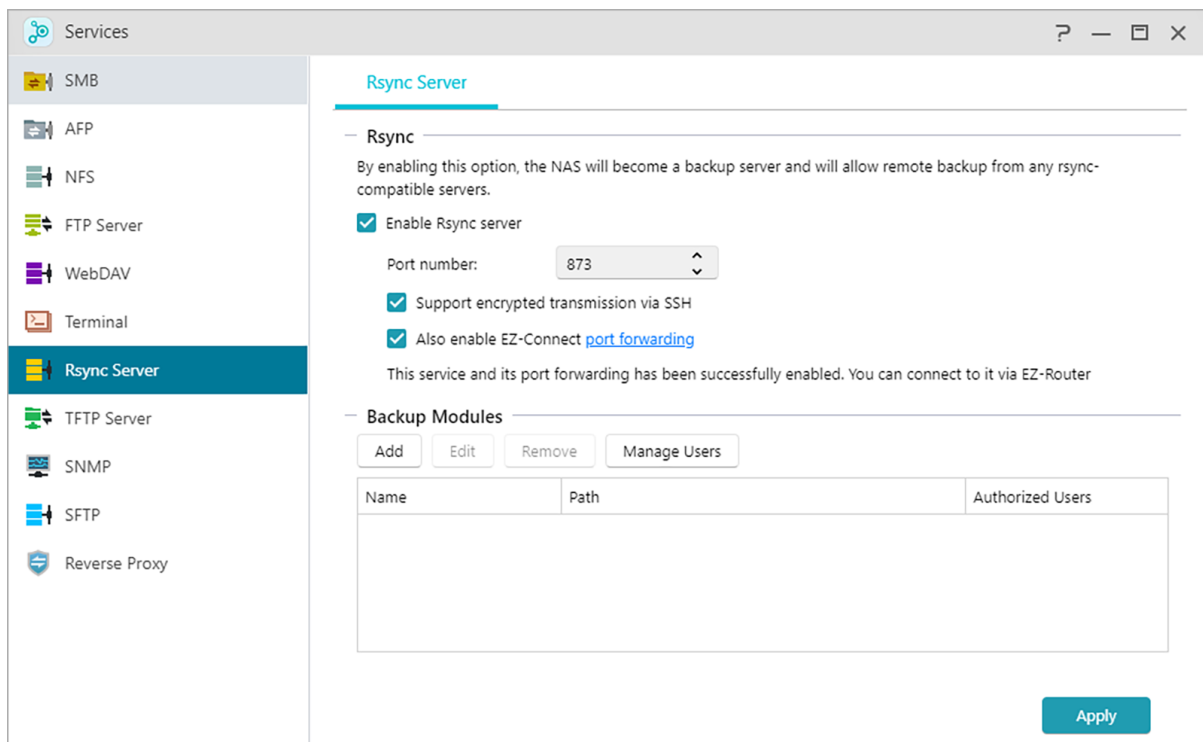 Services
SMB
AFP
NFS
FTP Server
WebDAV
Terminal
Rsync Server
TFTP Server
SNMP
SFTP
Reverse Proxy
Rsync Server
Rsync
By enabling this option, the NAS will become a backup server and will allow remote backup from any rsync-
compatible servers.
Enable Rsync server
Port number: 873
Support encrypted transmission via SSH
Also enable EZ-Connect port forwarding
This service and its port forwarding has been successfully enabled. You can connect to it via EZ-Router
Backup Modules
Add Edit Remove Manage Users
Name Path Authorized Users
Apply